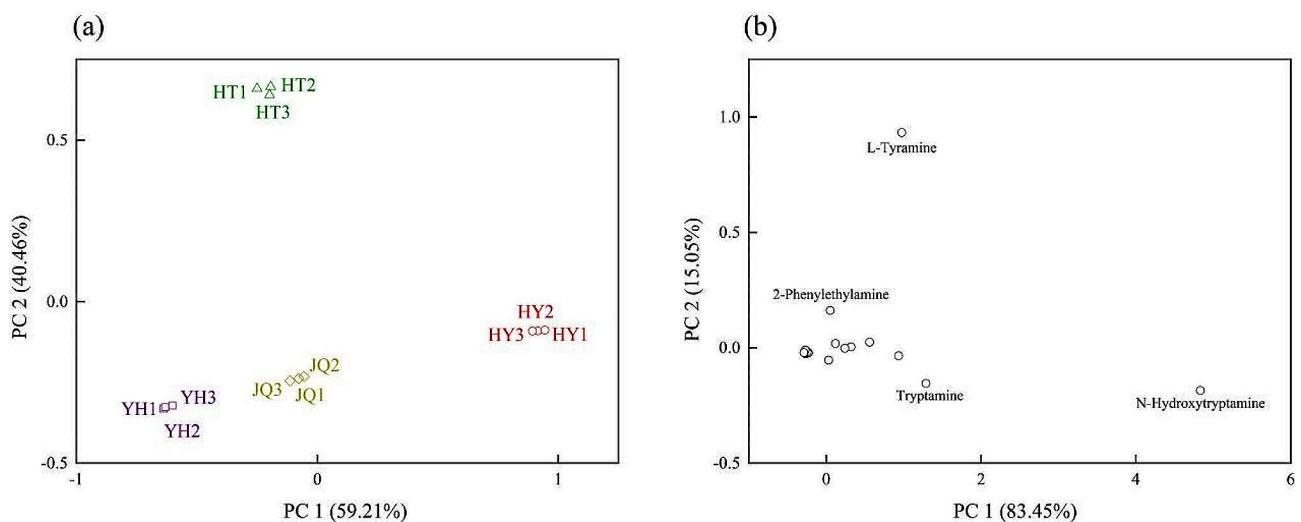 (a)
HT1
HT2
HT3
0.5
0.0
-0.5
PC 2 (40.46%)
HY2
HY3
HY1
JQ2
JQ3
JQ1
YH1
YH3
YH2
-1
0
1
PC 1 (59.21%)
(b)
1.0
0.5
0.0
-0.5
PC 2 (15.05%)
L-Tyramine
2-Phenylethylamine
Tryptamine
N-Hydroxytryptamine
0
2
4
6
PC 1 (83.45%)